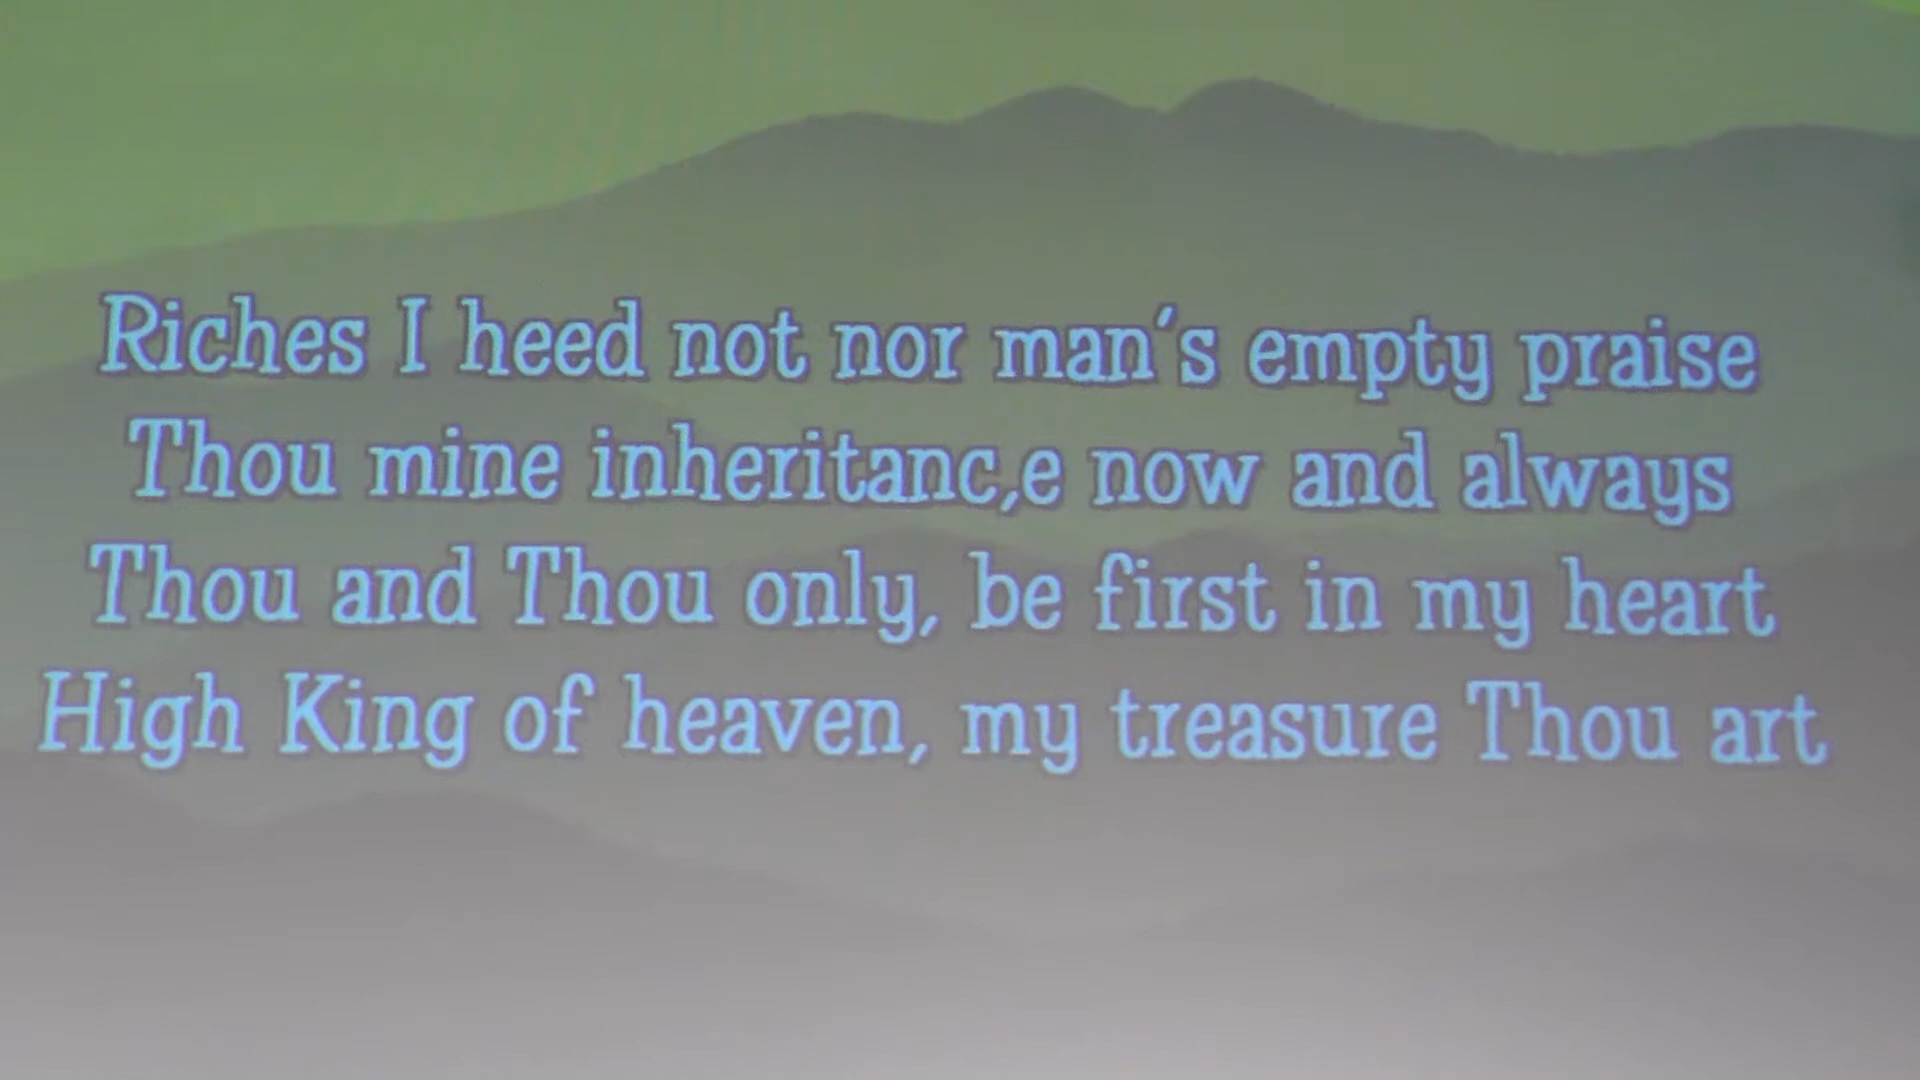 Riches I heed not nor man's empty praise
Thou mine inheritanc,e now and always
Thou and Thou only, be first in my heart
High King of heaven, my treasure Thou art